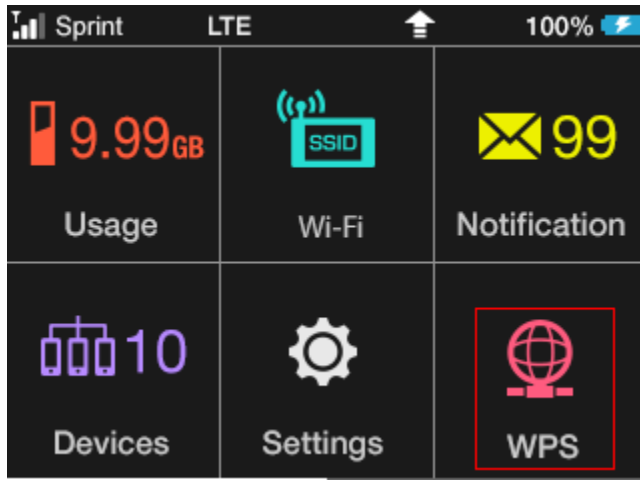 Sprint LTE 100%
9.99GB SSID 99
Usage Wi-Fi Notification
10
Devices Settings WPS